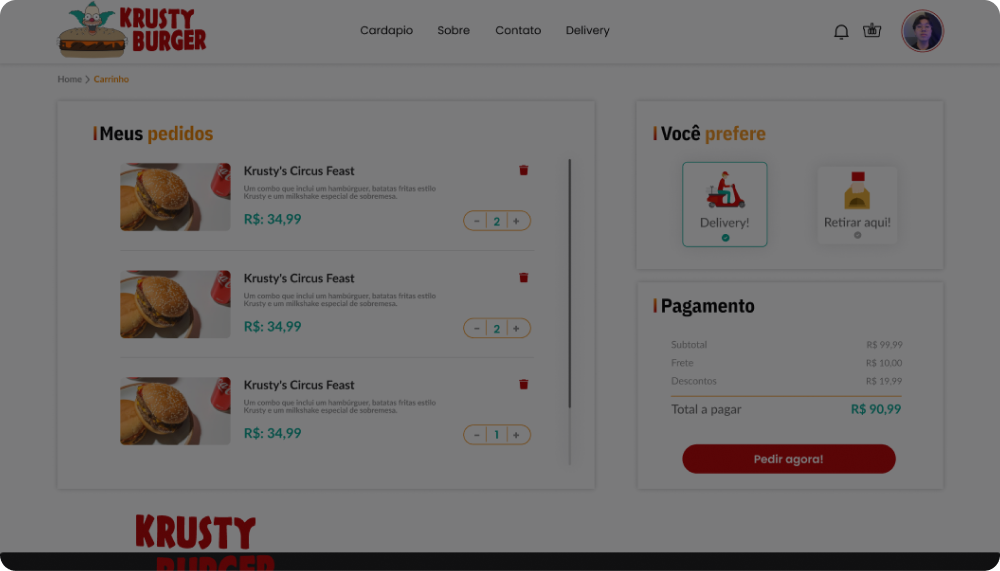 KRUSTY
BURGER
Cardapio Sobre Contato Delivery
Home > Carrinho
Meus pedidos
Krusty's Circus Feast
Um combo que inclui um hambúrguer, batatas fritas estilo
Krusty e um milkshake especial de sobremesa.
R$: 34,99
- 2 +
Krusty's Circus Feast
Um combo que inclui um hambúrguer, batatas fritas estilo
Krusty e um milkshake especial de sobremesa.
R$: 34,99
- 2 +
Krusty's Circus Feast
Um combo que inclui um hambúrguer, batatas fritas estilo
Krusty e um milkshake especial de sobremesa.
R$: 34,99
- 1 +
Você prefere
Delivery!
Retirar aqui!
Pagamento
Subtotal R$ 99,99
Frete R$ 10,00
Descontos R$ 19,99
Total a pagar R$ 90,99
Pedir agora!
KRUSTY
BURGER